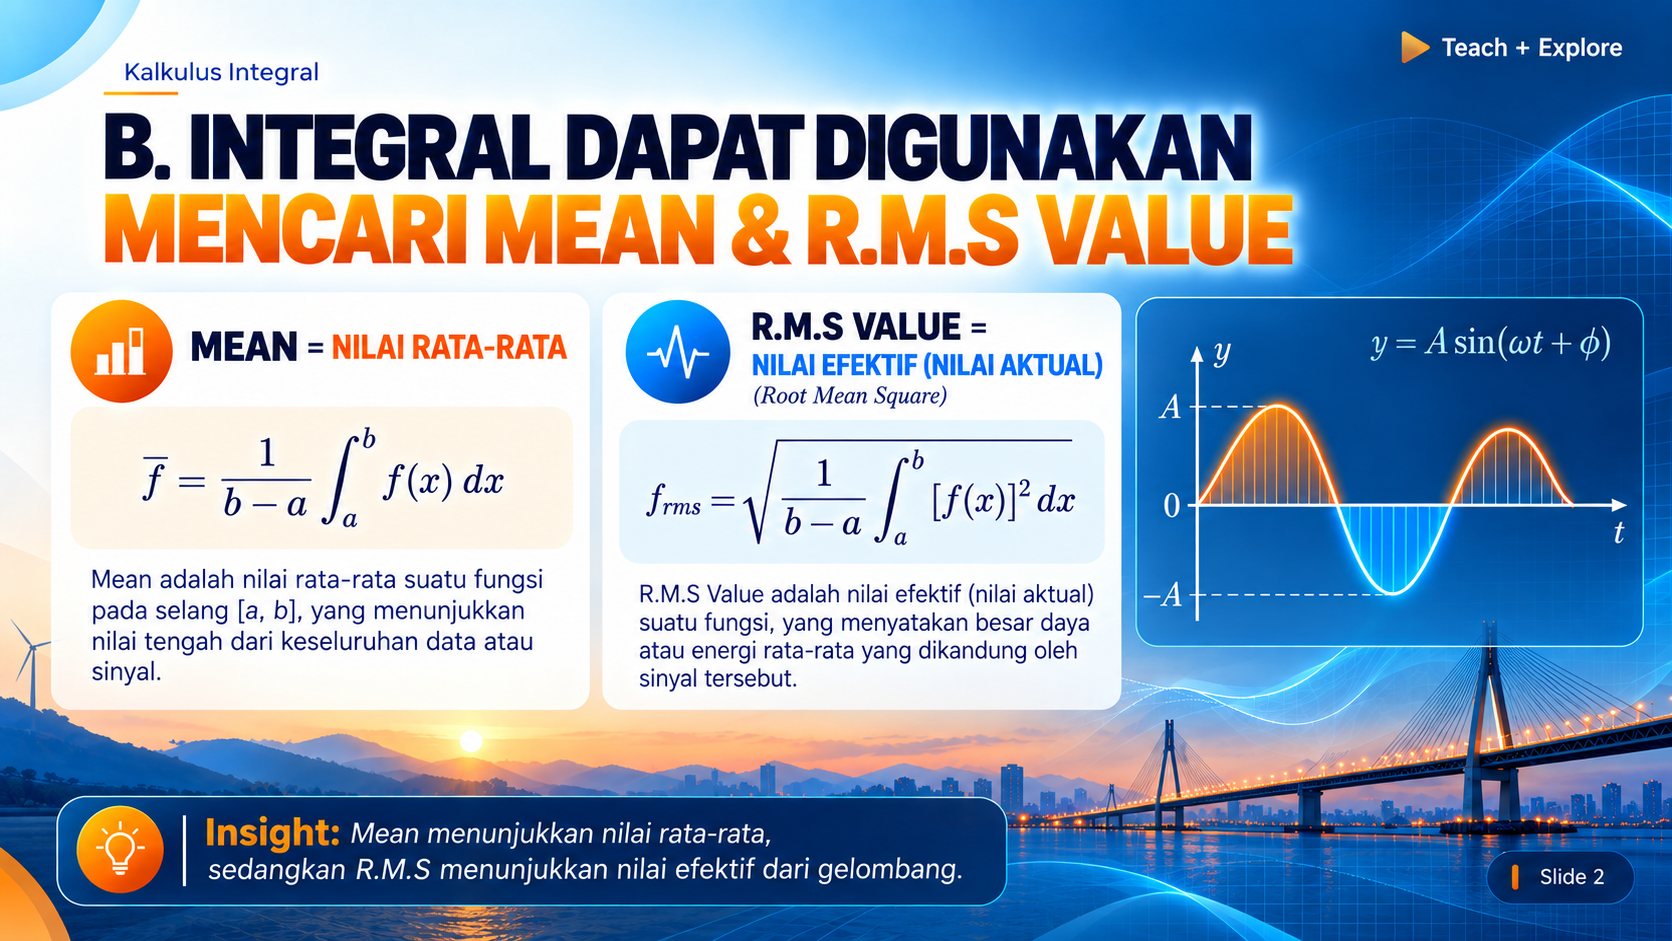 Kalkulus Integral
Teach + Explore
B. INTEGRAL DAPAT DIGUNAKAN
MENCARI MEAN & R.M.S VALUE
MEAN = NILAI RATA-RATA
f̅ = 1/(b − a) ∫_a^b f(x) dx
Mean adalah nilai rata-rata suatu fungsi
pada selang [a, b], yang menunjukkan
nilai tengah dari keseluruhan data atau
sinyal.
R.M.S VALUE =
NILAI EFEKTIF (NILAI AKTUAL)
(Root Mean Square)
f_rms = √(1/(b − a) ∫_a^b [f(x)]² dx)
R.M.S Value adalah nilai efektif (nilai aktual)
suatu fungsi, yang menyatakan besar daya
atau energi rata-rata yang dikandung oleh
sinyal tersebut.
y = A sin(ωt + ϕ)
y
A
0
t
−A
Insight: Mean menunjukkan nilai rata-rata,
sedangkan R.M.S menunjukkan nilai efektif dari gelombang.
Slide 2